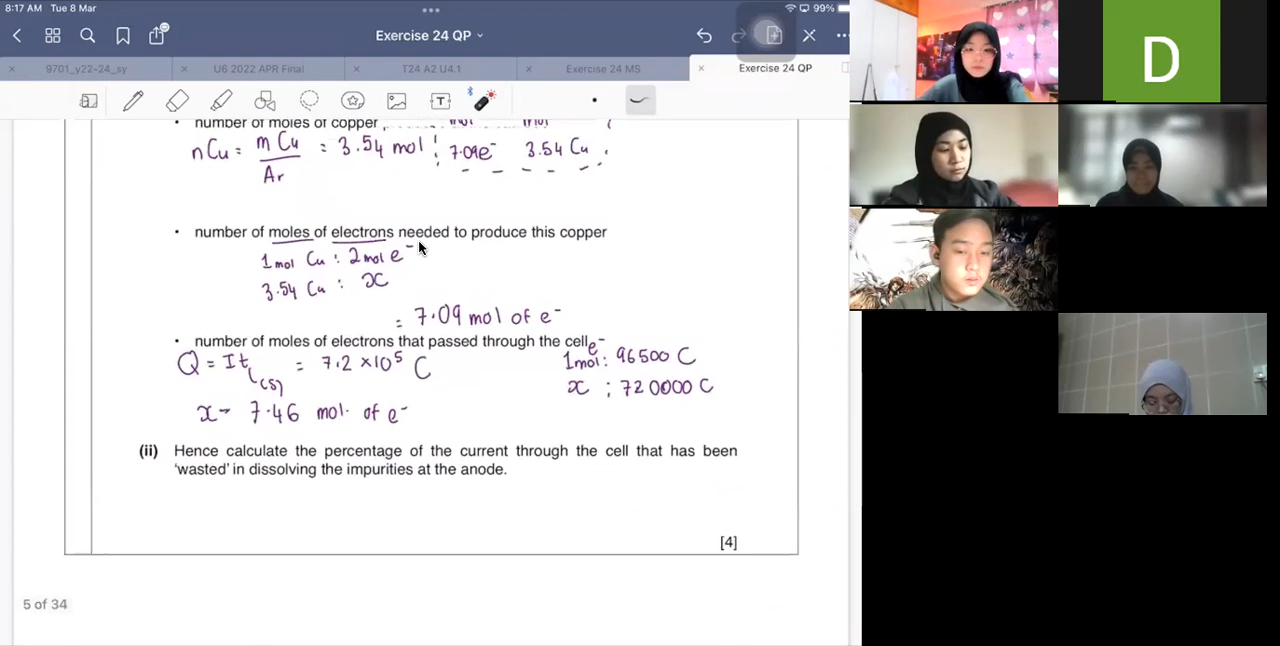 8:17 AM Tue 8 Mar
99%
Exercise 24 QP
9701_y22-24_sy
U6 2022 APR Final
T24 A2 U4.1
Exercise 24 MS
Exercise 24 QP
• number of moles of copper
nCu = m Cu / Ar = 3.54 mol
7.09e⁻ 3.54 Cu
• number of moles of electrons needed to produce this copper
1 mol Cu : 2 mol e⁻
3.54 Cu : x
= 7.09 mol of e⁻
• number of moles of electrons that passed through the cell
Q = It = 7.2 ×10⁵ C
(s)
e⁻
1mol : 96500 C
x : 720000 C
x → 7.46 mol. of e⁻
(ii) Hence calculate the percentage of the current through the cell that has been
'wasted' in dissolving the impurities at the anode.
[4]
5 of 34
D